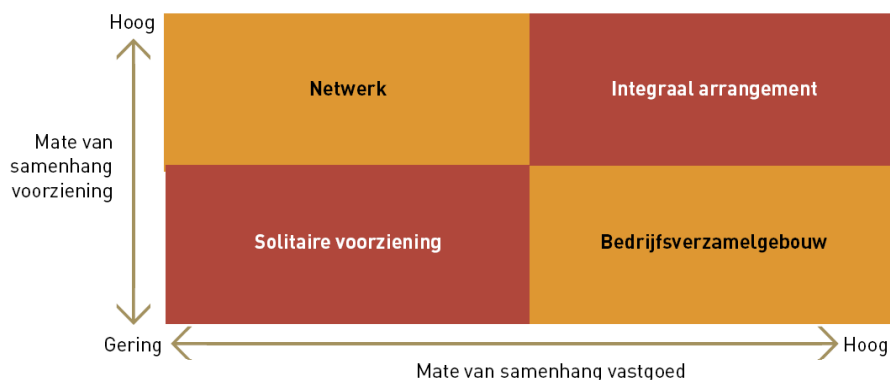 Hoog
Netwerk
Integraal arrangement
Mate van
samenhang
voorziening
Solitaire voorziening
Bedrijfsverzamelgebouw
Gering
Hoog
Mate van samenhang vastgoed